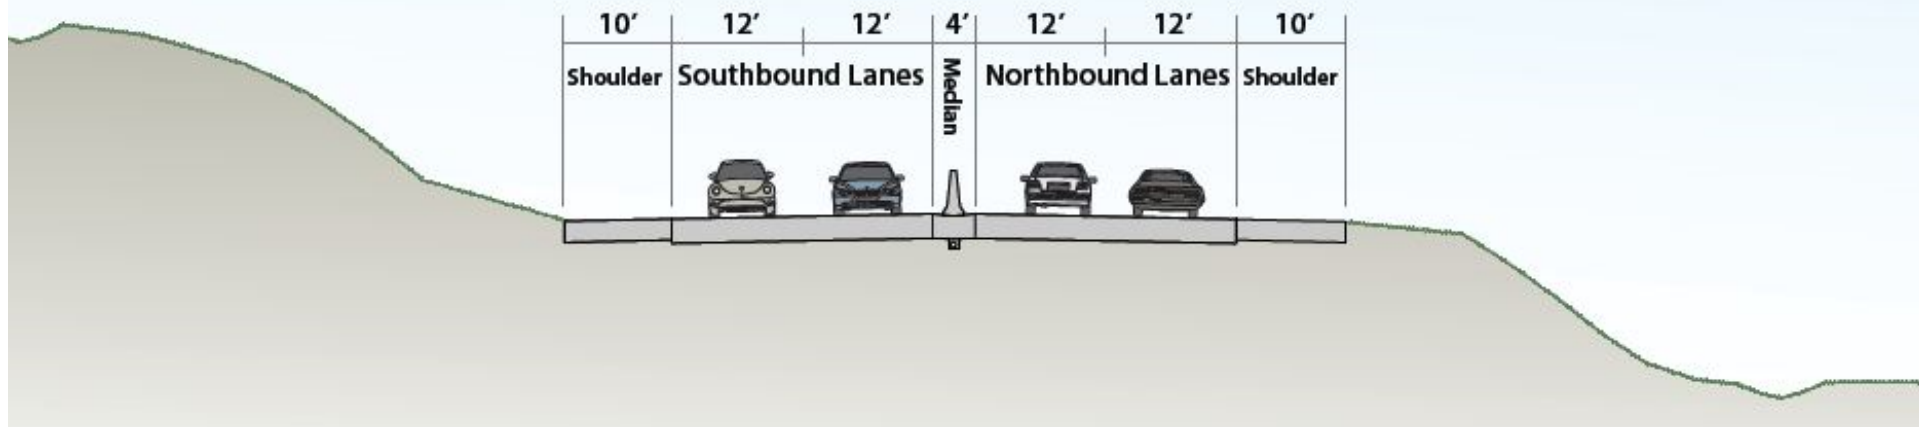 10’ 12’ 12’ 4’ 12’ 12’ 10’
Shoulder Southbound Lanes Median Northbound Lanes Shoulder